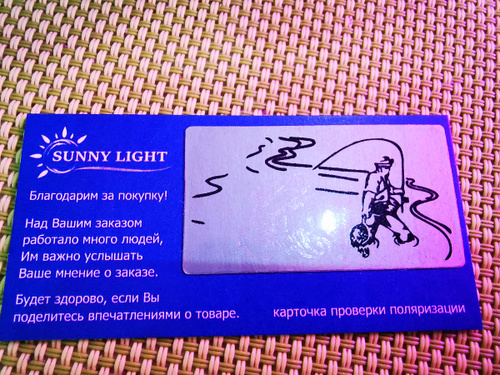 SUNNY LIGHT
Благодарим за покупку!
Над Вашим заказом
работало много людей,
Им важно услышать
Ваше мнение о заказе.
Будет здорово, если Вы
поделитесь впечатлениями о товаре.
карточка проверки поляризации